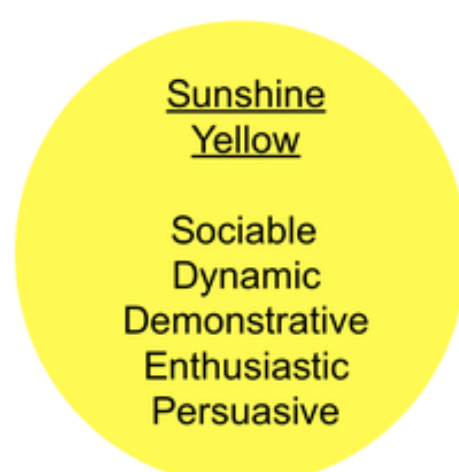 Sunshine
Yellow
Sociable
Dynamic
Demonstrative
Enthusiastic
Persuasive